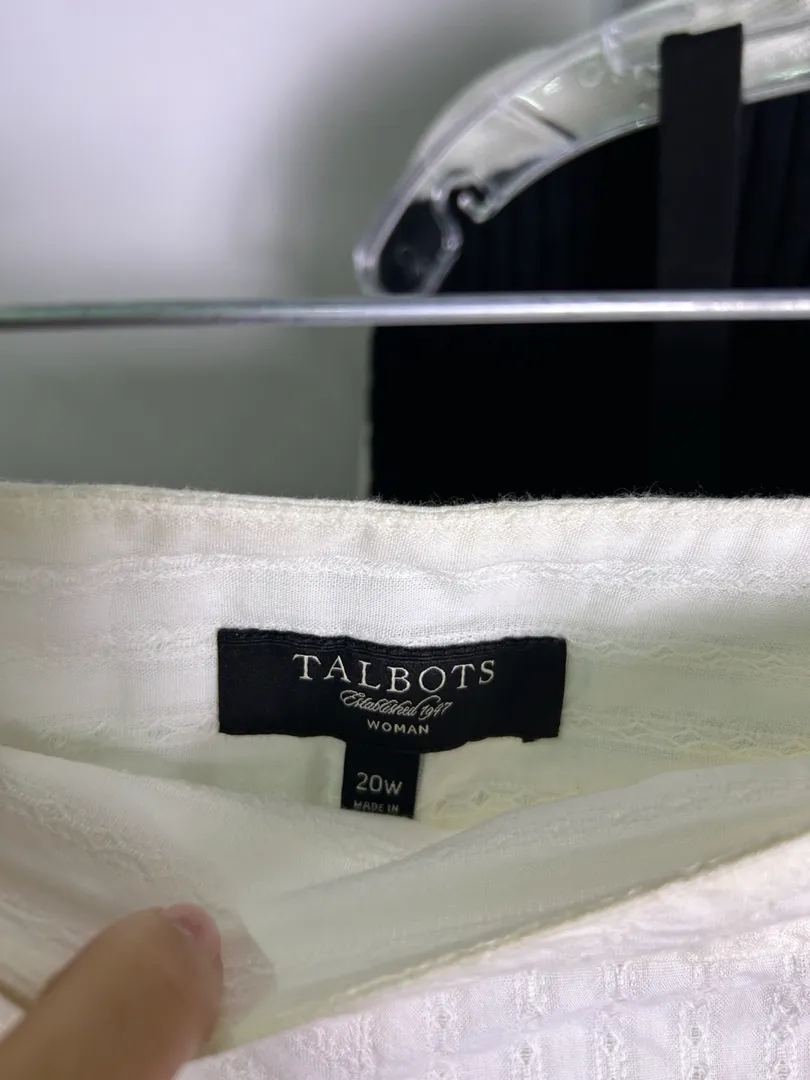 TALBOTS
Established 1947
WOMAN
20W
MADE IN